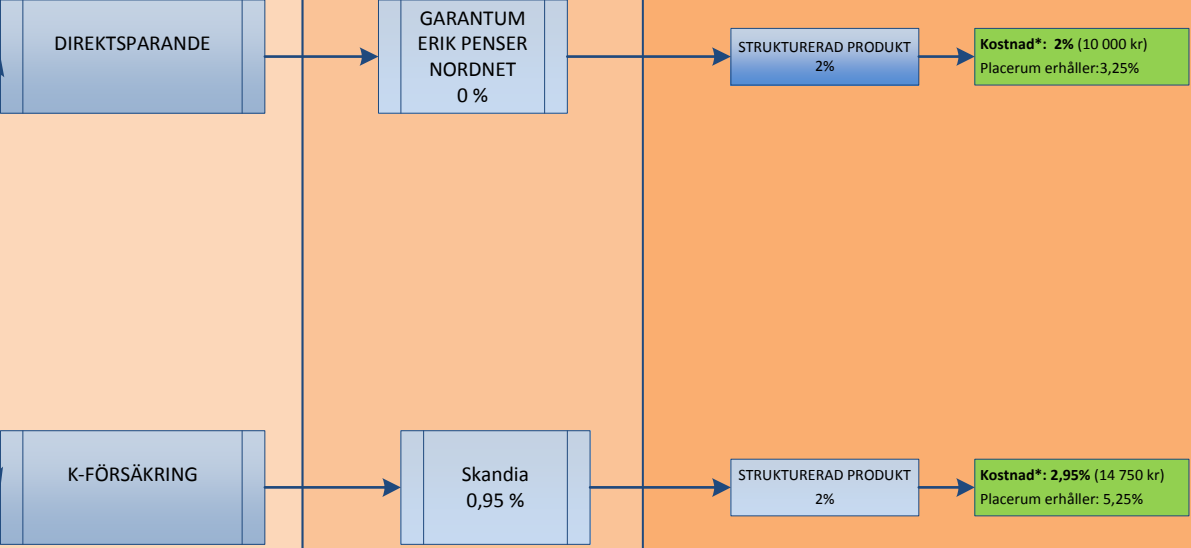 DIREKTSPARANDE
GARANTUM
ERIK PENSER
NORDNET
0 %
STRUKTURERAD PRODUKT
2%
Kostnad*: 2% (10 000 kr)
Placerum erhåller:3,25%
K-FÖRSÄKRING
Skandia
0,95 %
STRUKTURERAD PRODUKT
2%
Kostnad*: 2,95% (14 750 kr)
Placerum erhåller: 5,25%